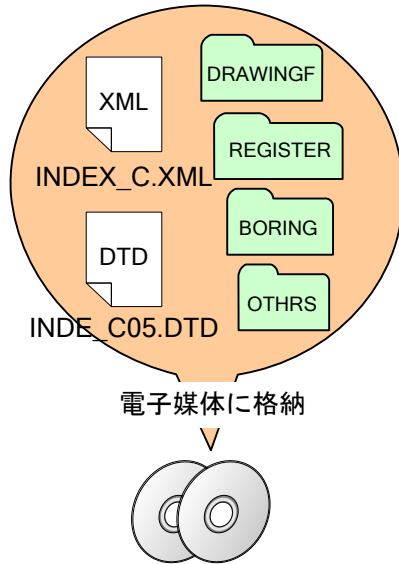 DRAWINGF
XML
REGISTER
INDEX_C.XML
BORING
DTD
OTHRS
INDE_C05.DTD
電子媒体に格納